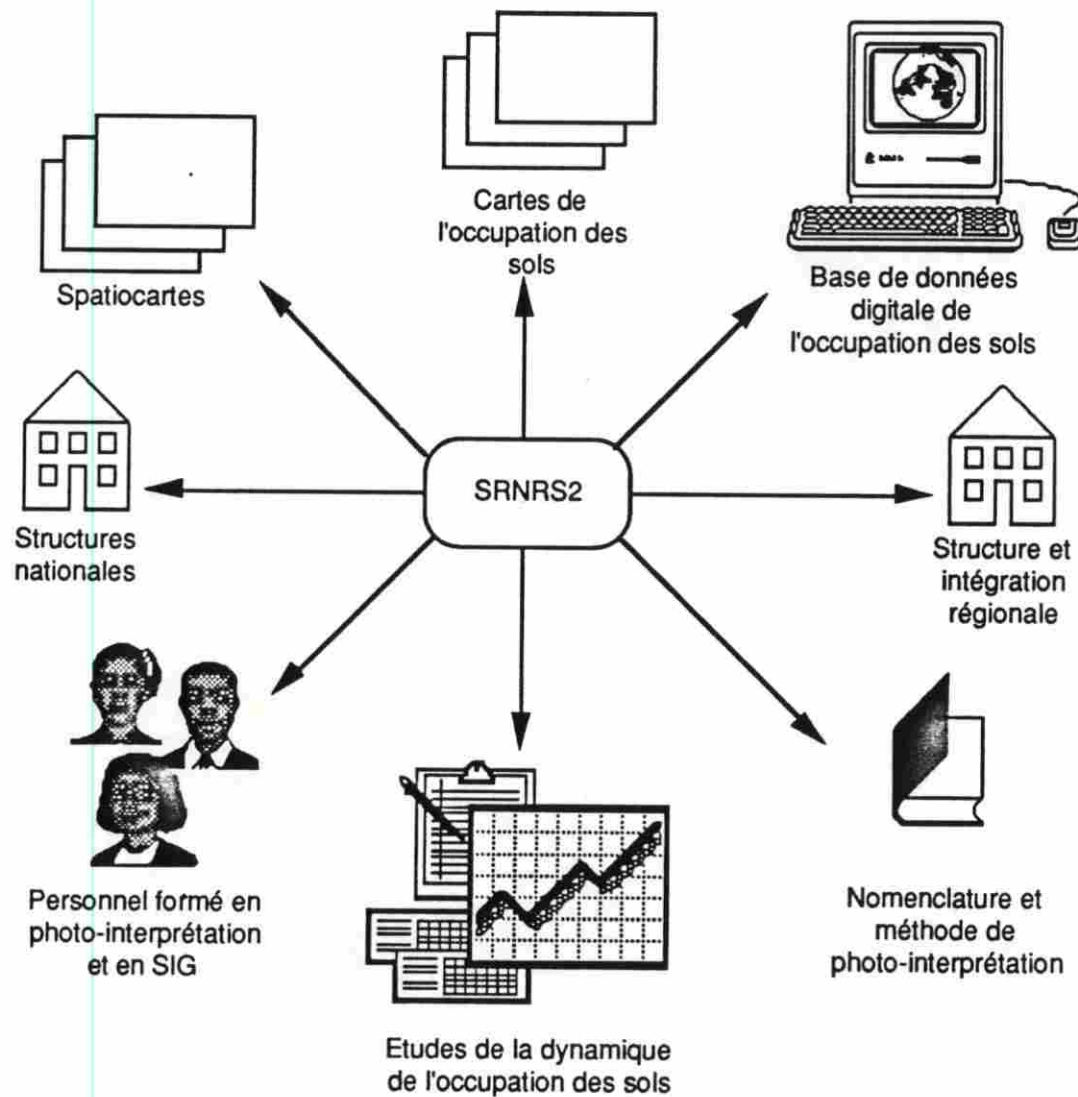 Cartes de
l'occupation des
sols
Spatiocartes
Base de données
digitale de
l'occupation des sols
SRNRS2
Structures
nationales
Structure et
intégration
régionale
Personnel formé en
photo-interprétation
et en SIG
Nomenclature et
méthode de
photo-interprétation
Etudes de la dynamique
de l'occupation des sols